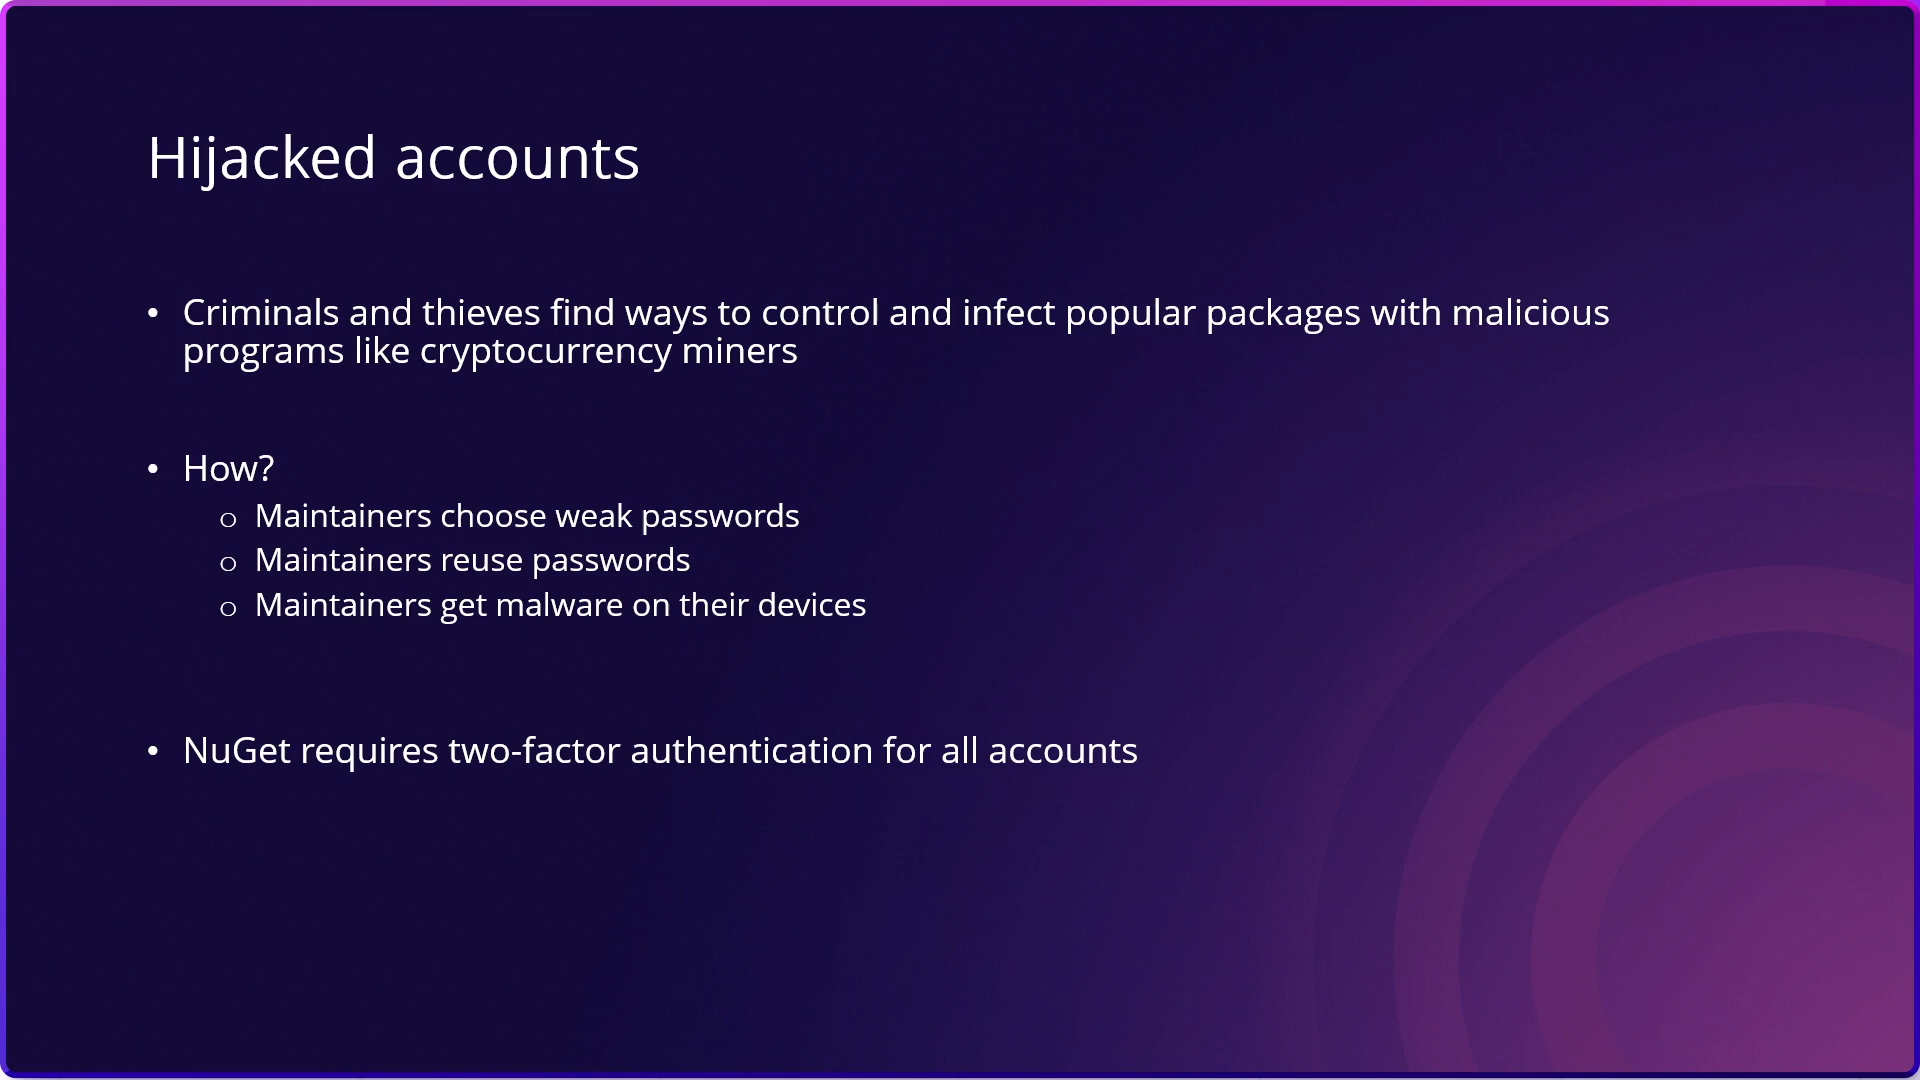 Hijacked accounts
• Criminals and thieves find ways to control and infect popular packages with malicious
programs like cryptocurrency miners
• How?
o Maintainers choose weak passwords
o Maintainers reuse passwords
o Maintainers get malware on their devices
• NuGet requires two-factor authentication for all accounts